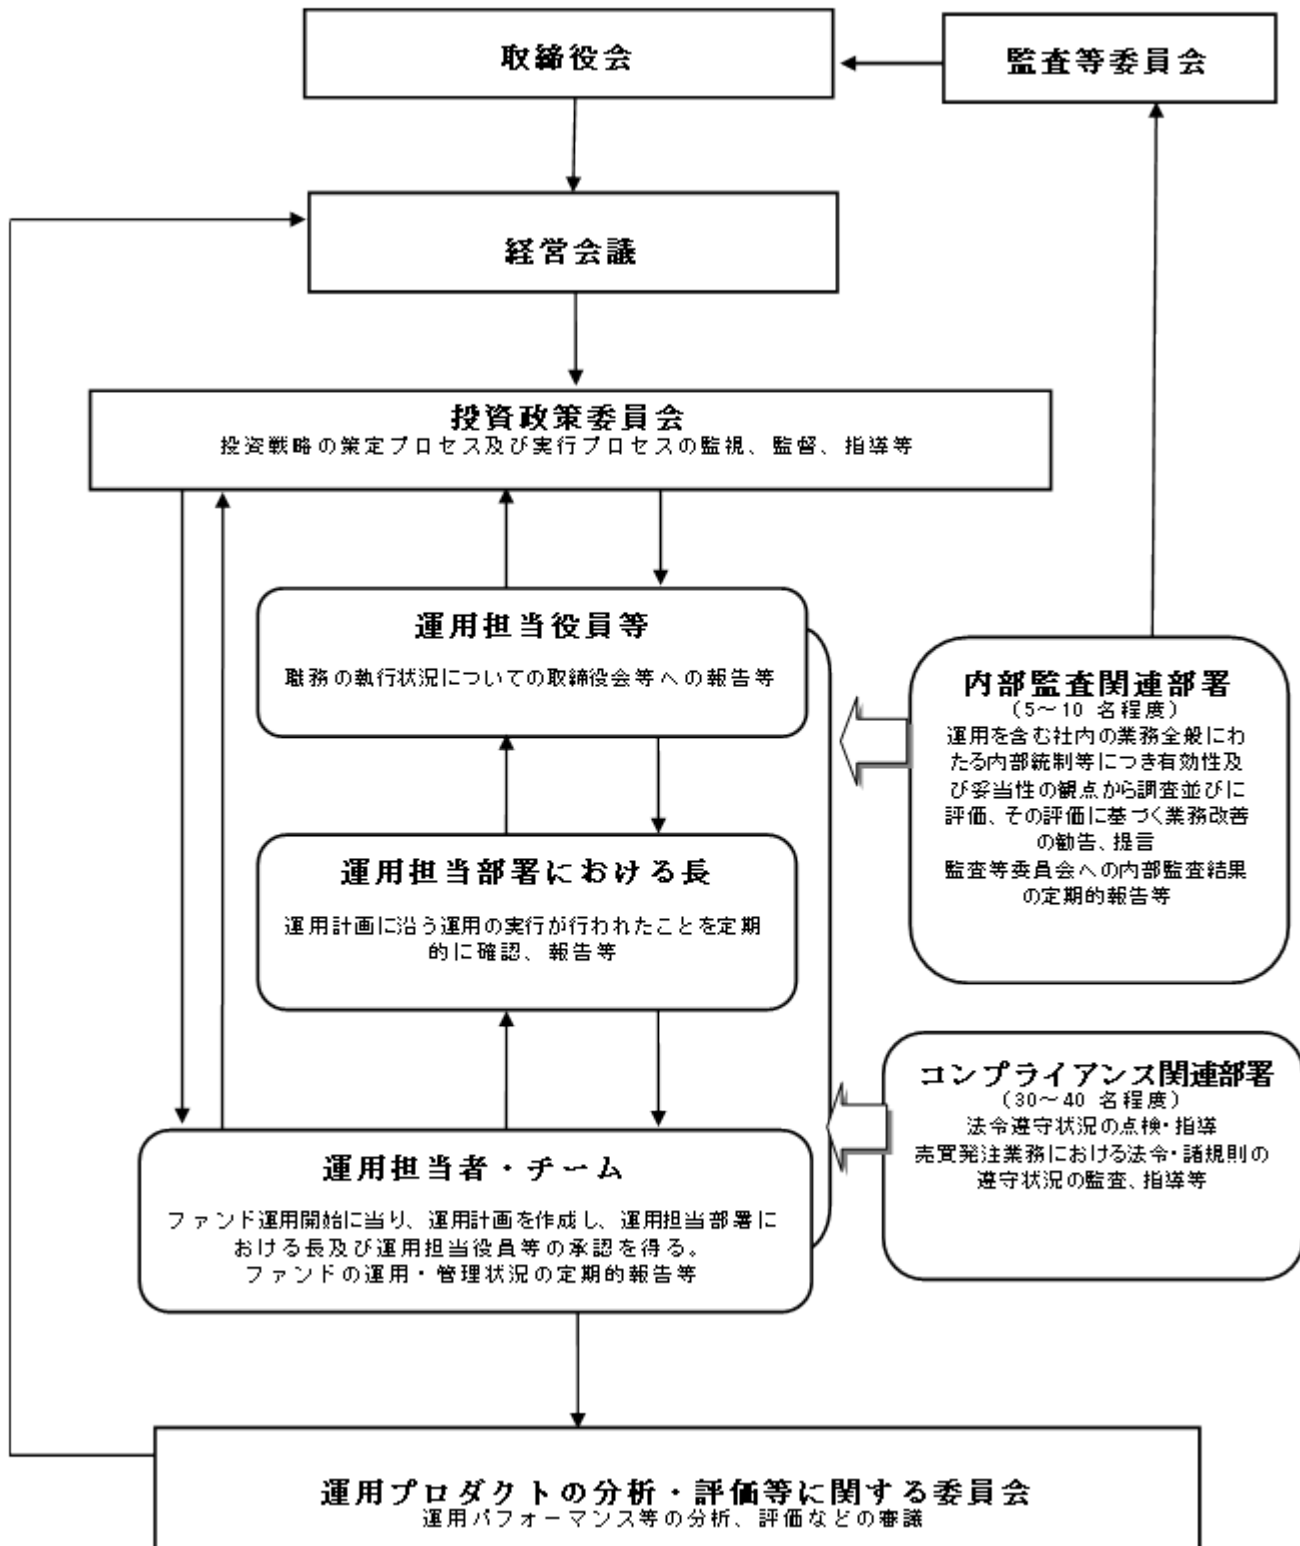 取締役会
監査等委員会
経営会議
投資政策委員会
投資戦略の策定プロセス及び実行プロセスの監視、監督、指導等
運用担当役員等
職務の執行状況についての取締役会等への報告等
内部監査関連部署
（5～10 名程度）
運用を含む社内の業務全般にわ
たる内部統制等につき有効性及
び妥当性の観点から調査並びに
評価、その評価に基づく業務改善
の勧告、提言
監査等委員会への内部監査結果
の定期的報告等
運用担当部署における長
運用計画に沿う運用の実行が行われたことを定期
的に確認、報告等
コンプライアンス関連部署
（30～40 名程度）
法令遵守状況の点検・指導
売買発注業務における法令・諸規則の
遵守状況の監査、指導等
運用担当者・チーム
ファンド運用開始に当り、運用計画を作成し、運用担当部署に
おける長及び運用担当役員等の承認を得る。
ファンドの運用・管理状況の定期的報告等
運用プロダクトの分析・評価等に関する委員会
運用パフォーマンス等の分析、評価などの審議